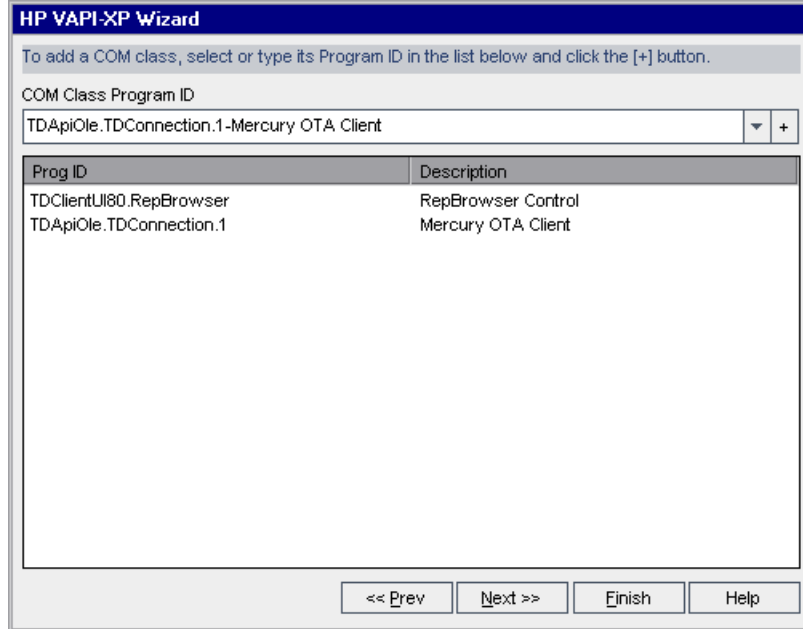 HP VAPI-XP Wizard
To add a COM class, select or type its Program ID in the list below and click the [+] button.
COM Class Program ID
TDApiOle.TDConnection.1-Mercury OTA Client +
Prog ID Description
TDClientUI80.RepBrowser RepBrowser Control
TDApiOle.TDConnection.1 Mercury OTA Client
<< Prev Next >> Finish Help